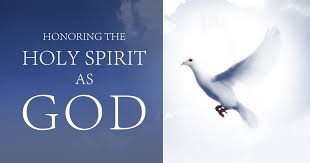 HONORING THE
HOLY SPIRIT
AS
GOD